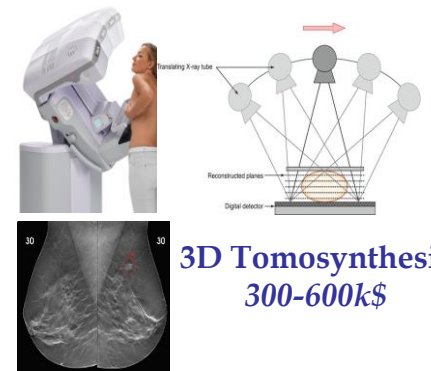 Translating X-ray tube
Reconstructed planes
Digital detector
30 30
3D Tomosynthesi
300-600k$